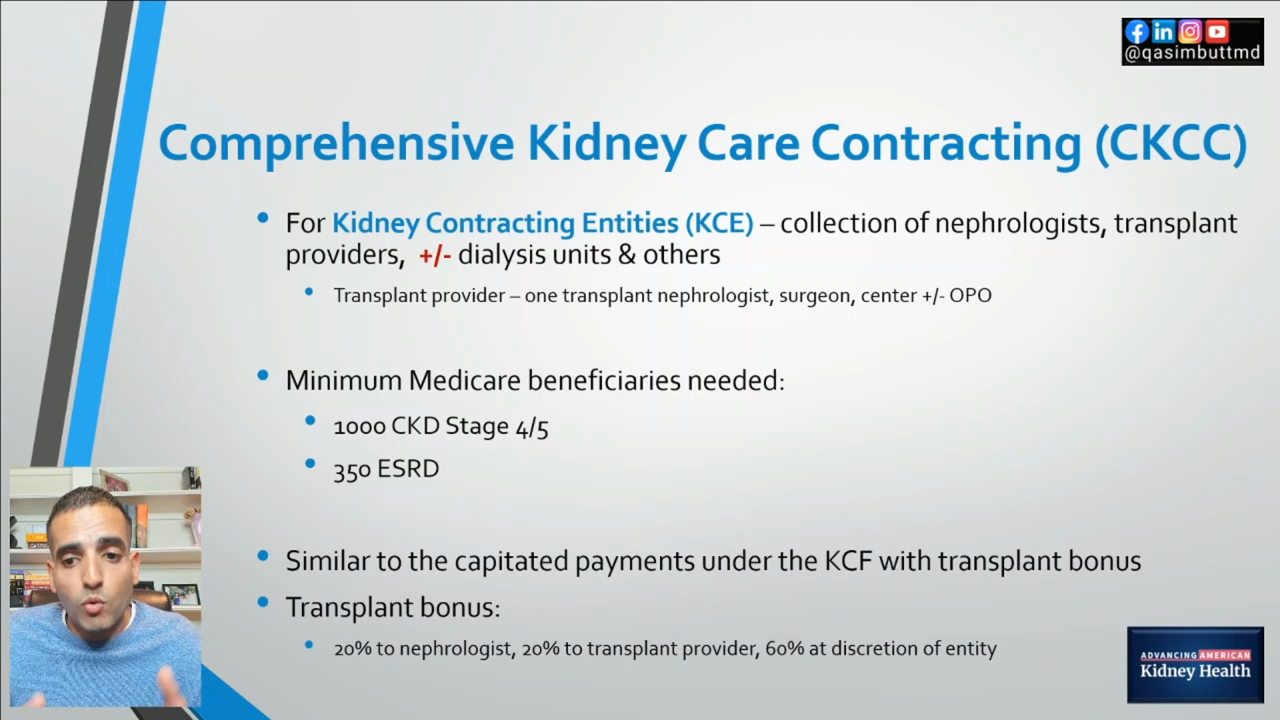 @qasimbuttmd
Comprehensive Kidney Care Contracting (CKCC)
• For Kidney Contracting Entities (KCE) – collection of nephrologists, transplant
providers, +/- dialysis units & others
• Transplant provider – one transplant nephrologist, surgeon, center +/- OPO
• Minimum Medicare beneficiaries needed:
• 1000 CKD Stage 4/5
• 350 ESRD
• Similar to the capitated payments under the KCF with transplant bonus
• Transplant bonus:
• 20% to nephrologist, 20% to transplant provider, 60% at discretion of entity
ADVANCING AMERICAN
Kidney Health